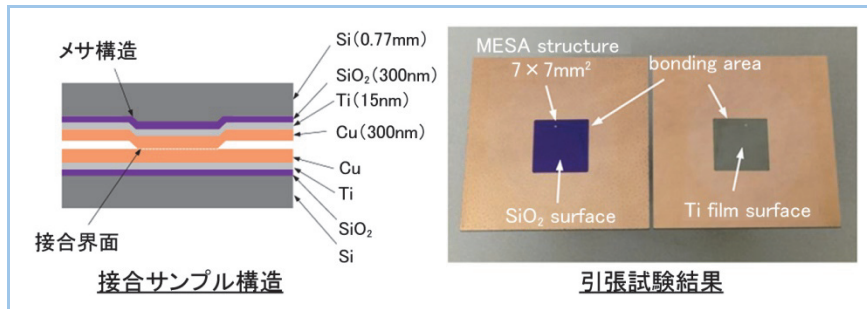 メサ構造
Si(0.77mm)
SiO₂(300nm)
Ti(15nm)
Cu(300nm)
Cu
Ti
SiO₂
Si
接合界面
接合サンプル構造
MESA structure
7×7mm²
bonding area
SiO₂ surface
Ti film surface
引張試験結果